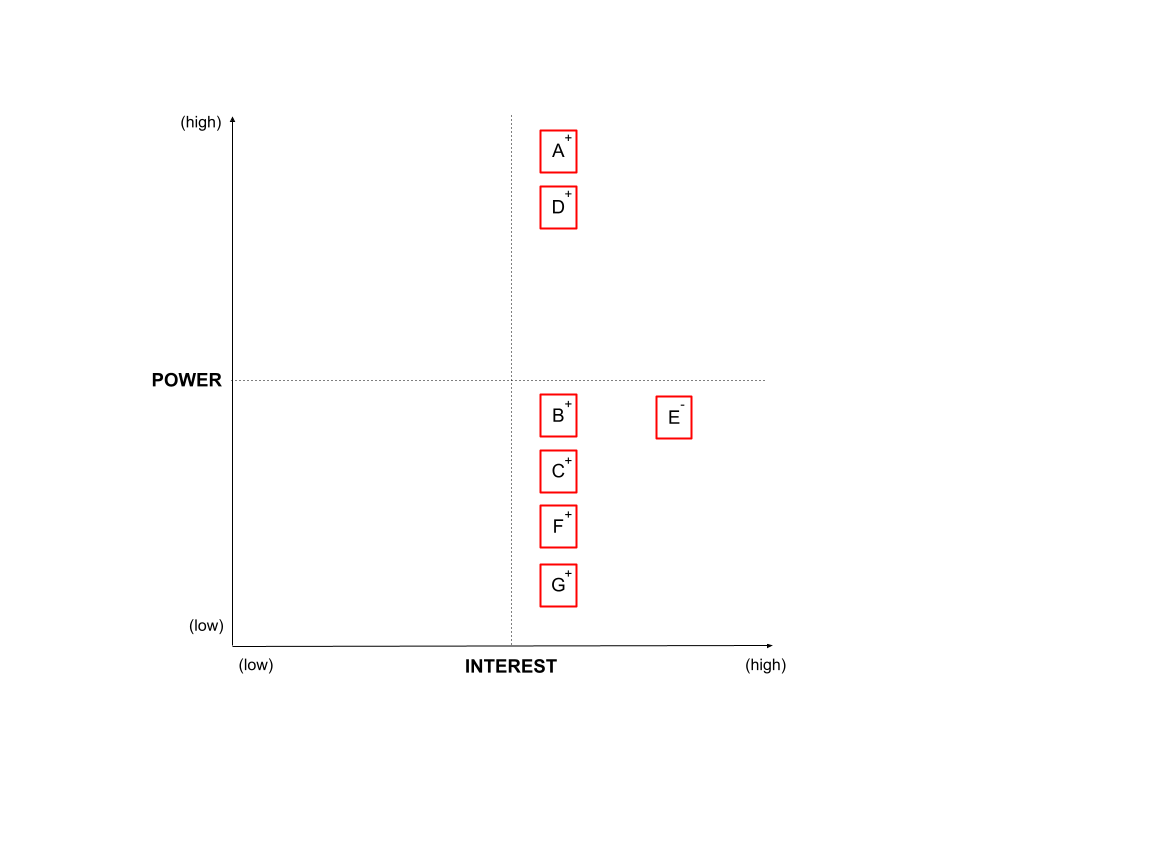 (high)
A+
D+
POWER
B+
E-
C+
F+
G+
(low)
(low)
INTEREST
(high)